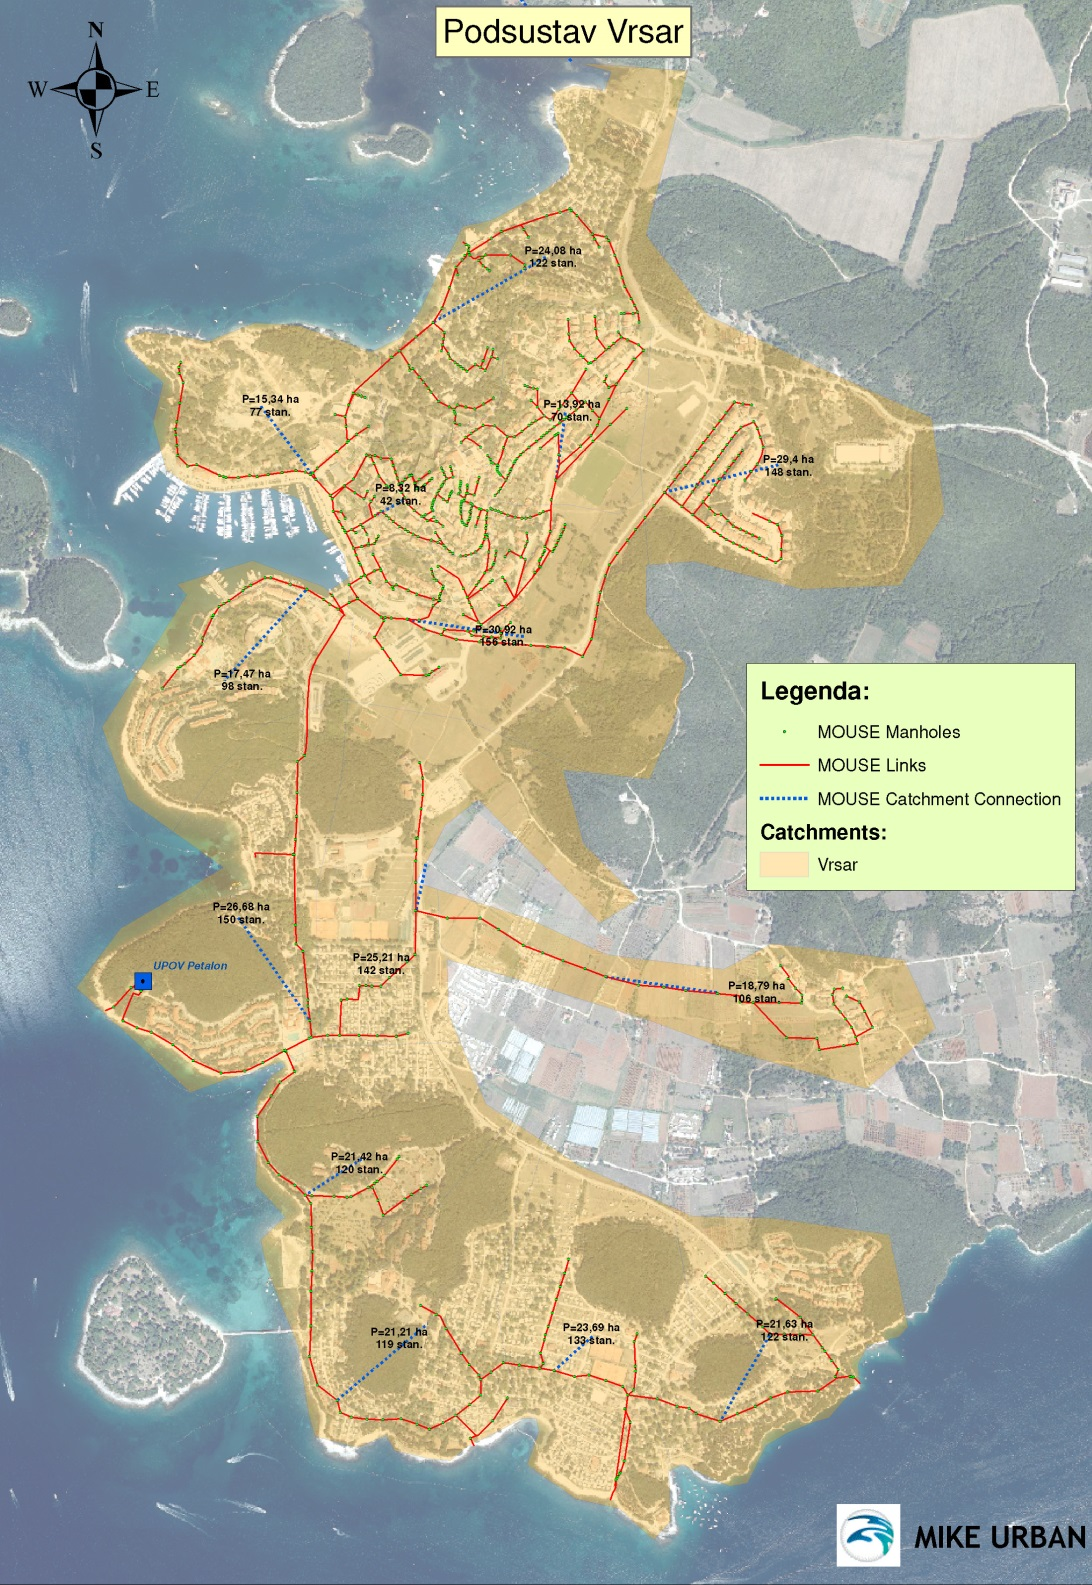 Podsustav Vrsar
N
W E
S
P=24,08 ha
122 stan.
P=15,34 ha
77 stan.
P=13,92 ha
70 stan.
P=29,4 ha
148 stan.
P=8,32 ha
42 stan.
P=30,92 ha
156 stan.
P=17,47 ha
98 stan.
Legenda:
MOUSE Manholes
MOUSE Links
MOUSE Catchment Connection
Catchments:
Vrsar
P=26,68 ha
150 stan.
UPOV Petalon
P=25,21 ha
142 stan.
P=18,79 ha
106 stan.
P=21,42 ha
120 stan.
P=21,21 ha
119 stan.
P=23,69 ha
133 stan.
P=21,63 ha
122 stan.
MIKE URBAN